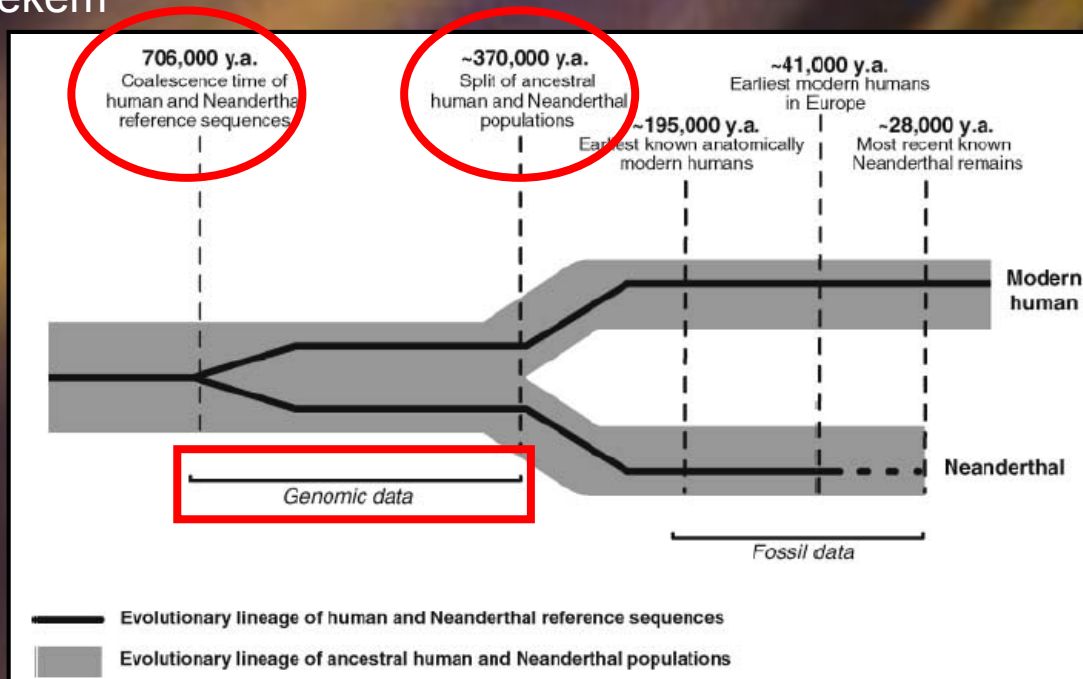 706,000 y.a.
Coalescence time of
human and Neandertha
reference sequences
~370,000 y.a.
Split of ancestral
human and Neanderthal
populations
~41,000 y.a.
Earliest modern humans
in Europe
~195,000 y.a.
Earliest known anatomically
modern humans
~28,000 y.a.
Most recent known
Neanderthal remains
Modern
human
Neanderthal
Genomic data
Fossil data
Evolutionary lineage of human and Neanderthal reference sequences
Evolutionary lineage of ancestral human and Neanderthal populations